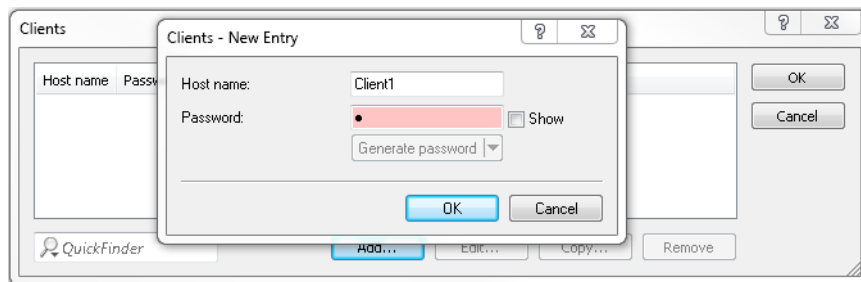 Clients
Clients - New Entry
Host name Passw
OK
Cancel
Host name: Client1
Password: ● Show
Generate password
OK Cancel
QuickFinder Add... Edit... Copy... Remove